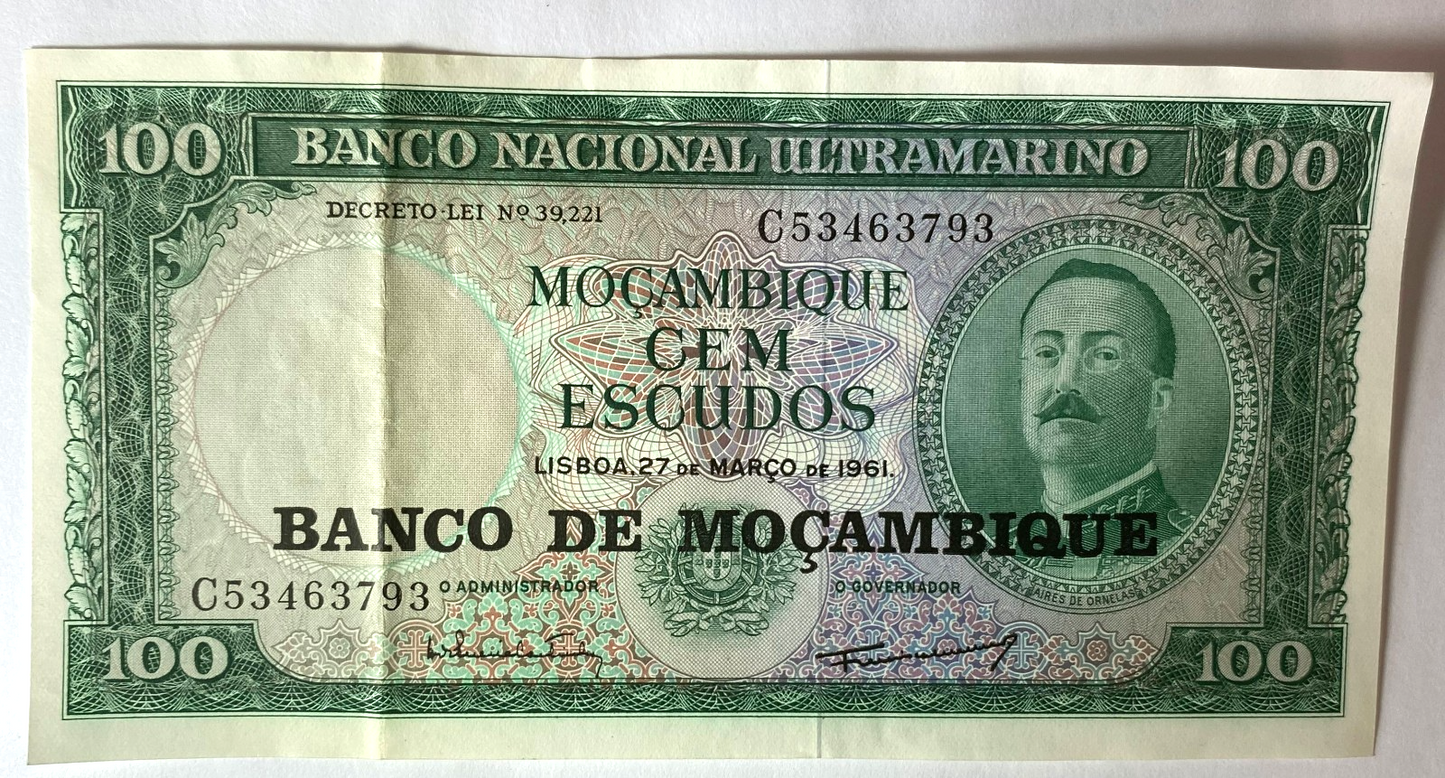 100 BANCO NACIONAL ULTRAMARINO 100
DECRETO-LEI Nº 39,221
C53463793
MOÇAMBIQUE
CEM
ESCUDOS
LISBOA, 27 DE MARÇO DE 1961.
BANCO DE MOÇAMBIQUE
C53463793
O ADMINISTRADOR
O GOVERNADOR
AIRES DE ORNELAS
100 100